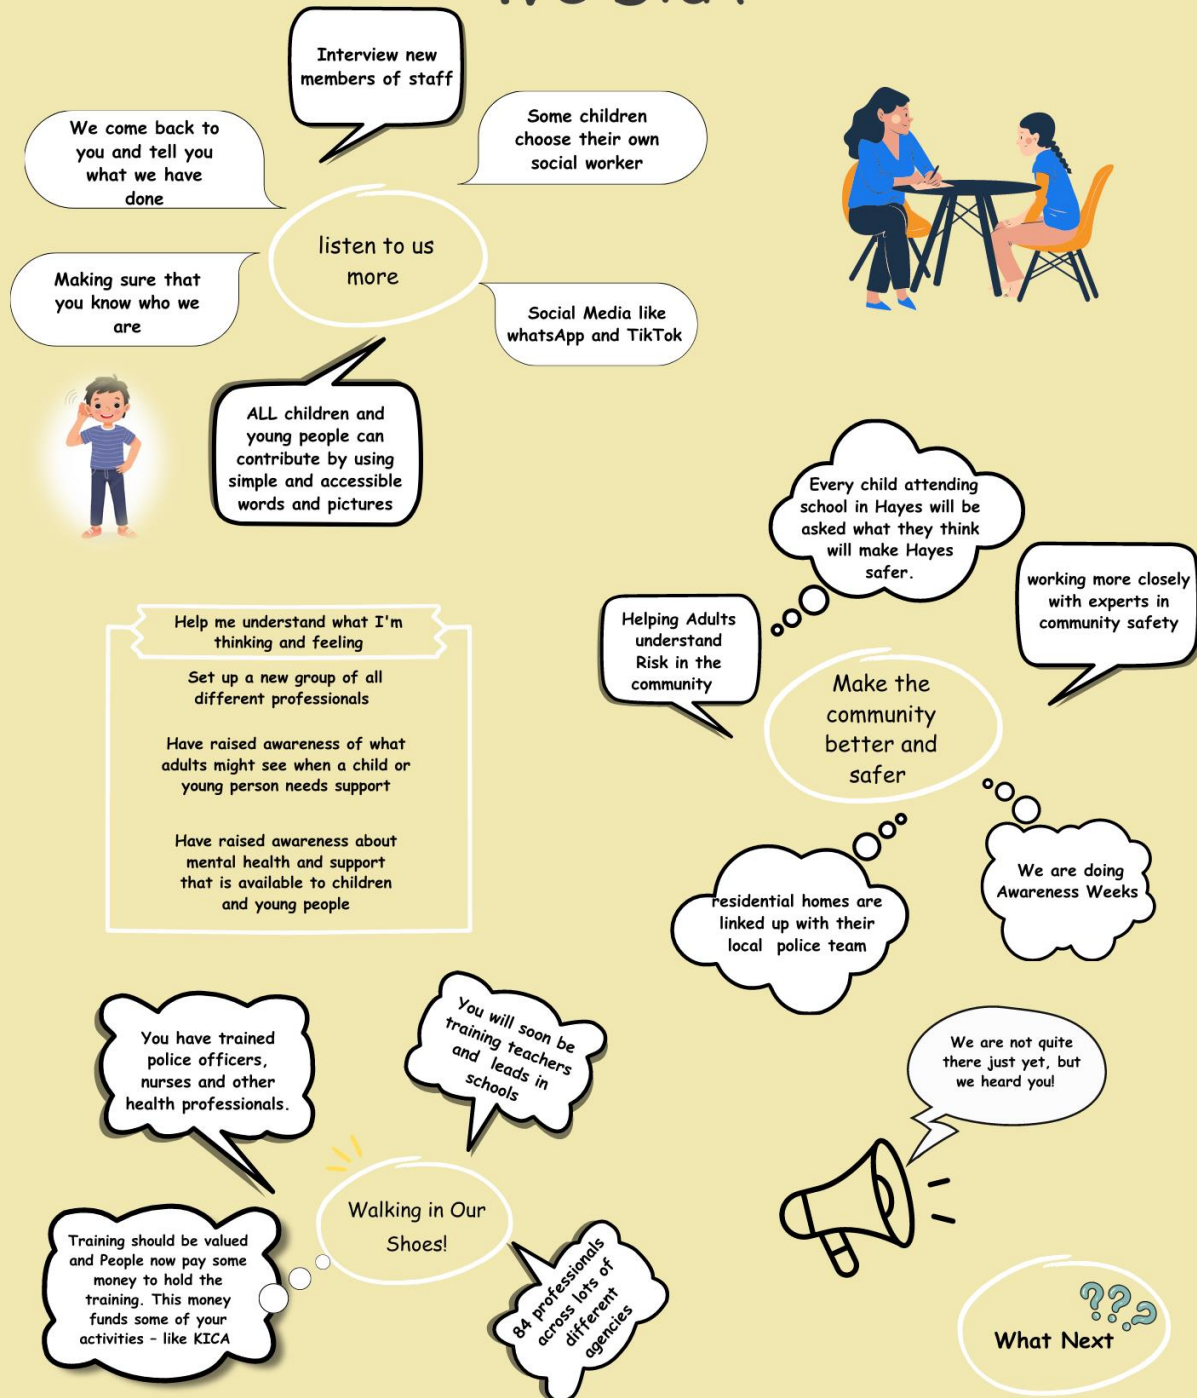 Interview new
members of staff
We come back to
you and tell you
what we have
done
Some children
choose their own
social worker
listen to us
more
Making sure that
you know who we
are
Social Media like
whatsApp and TikTok
ALL children and
young people can
contribute by using
simple and accessible
words and pictures
Every child attending
school in Hayes will be
asked what they think
will make Hayes
safer.
working more closely
with experts in
community safety
Helping Adults
understand
Risk in the
community
Make the
community
better and
safer
residential homes are
linked up with their
local police team
We are doing
Awareness Weeks
Help me understand what I'm
thinking and feeling
Set up a new group of all
different professionals
Have raised awareness of what
adults might see when a child or
young person needs support
Have raised awareness about
mental health and support
that is available to children
and young people
You have trained
police officers,
nurses and other
health professionals.
You will soon be
training teachers
and leads in
schools
Walking in Our
Shoes!
Training should be valued
and People now pay some
money to hold the
training. This money
funds some of your
activities - like KICA
84 professionals
across lots of
different
agencies
We are not quite
there just yet, but
we heard you!
???
What Next